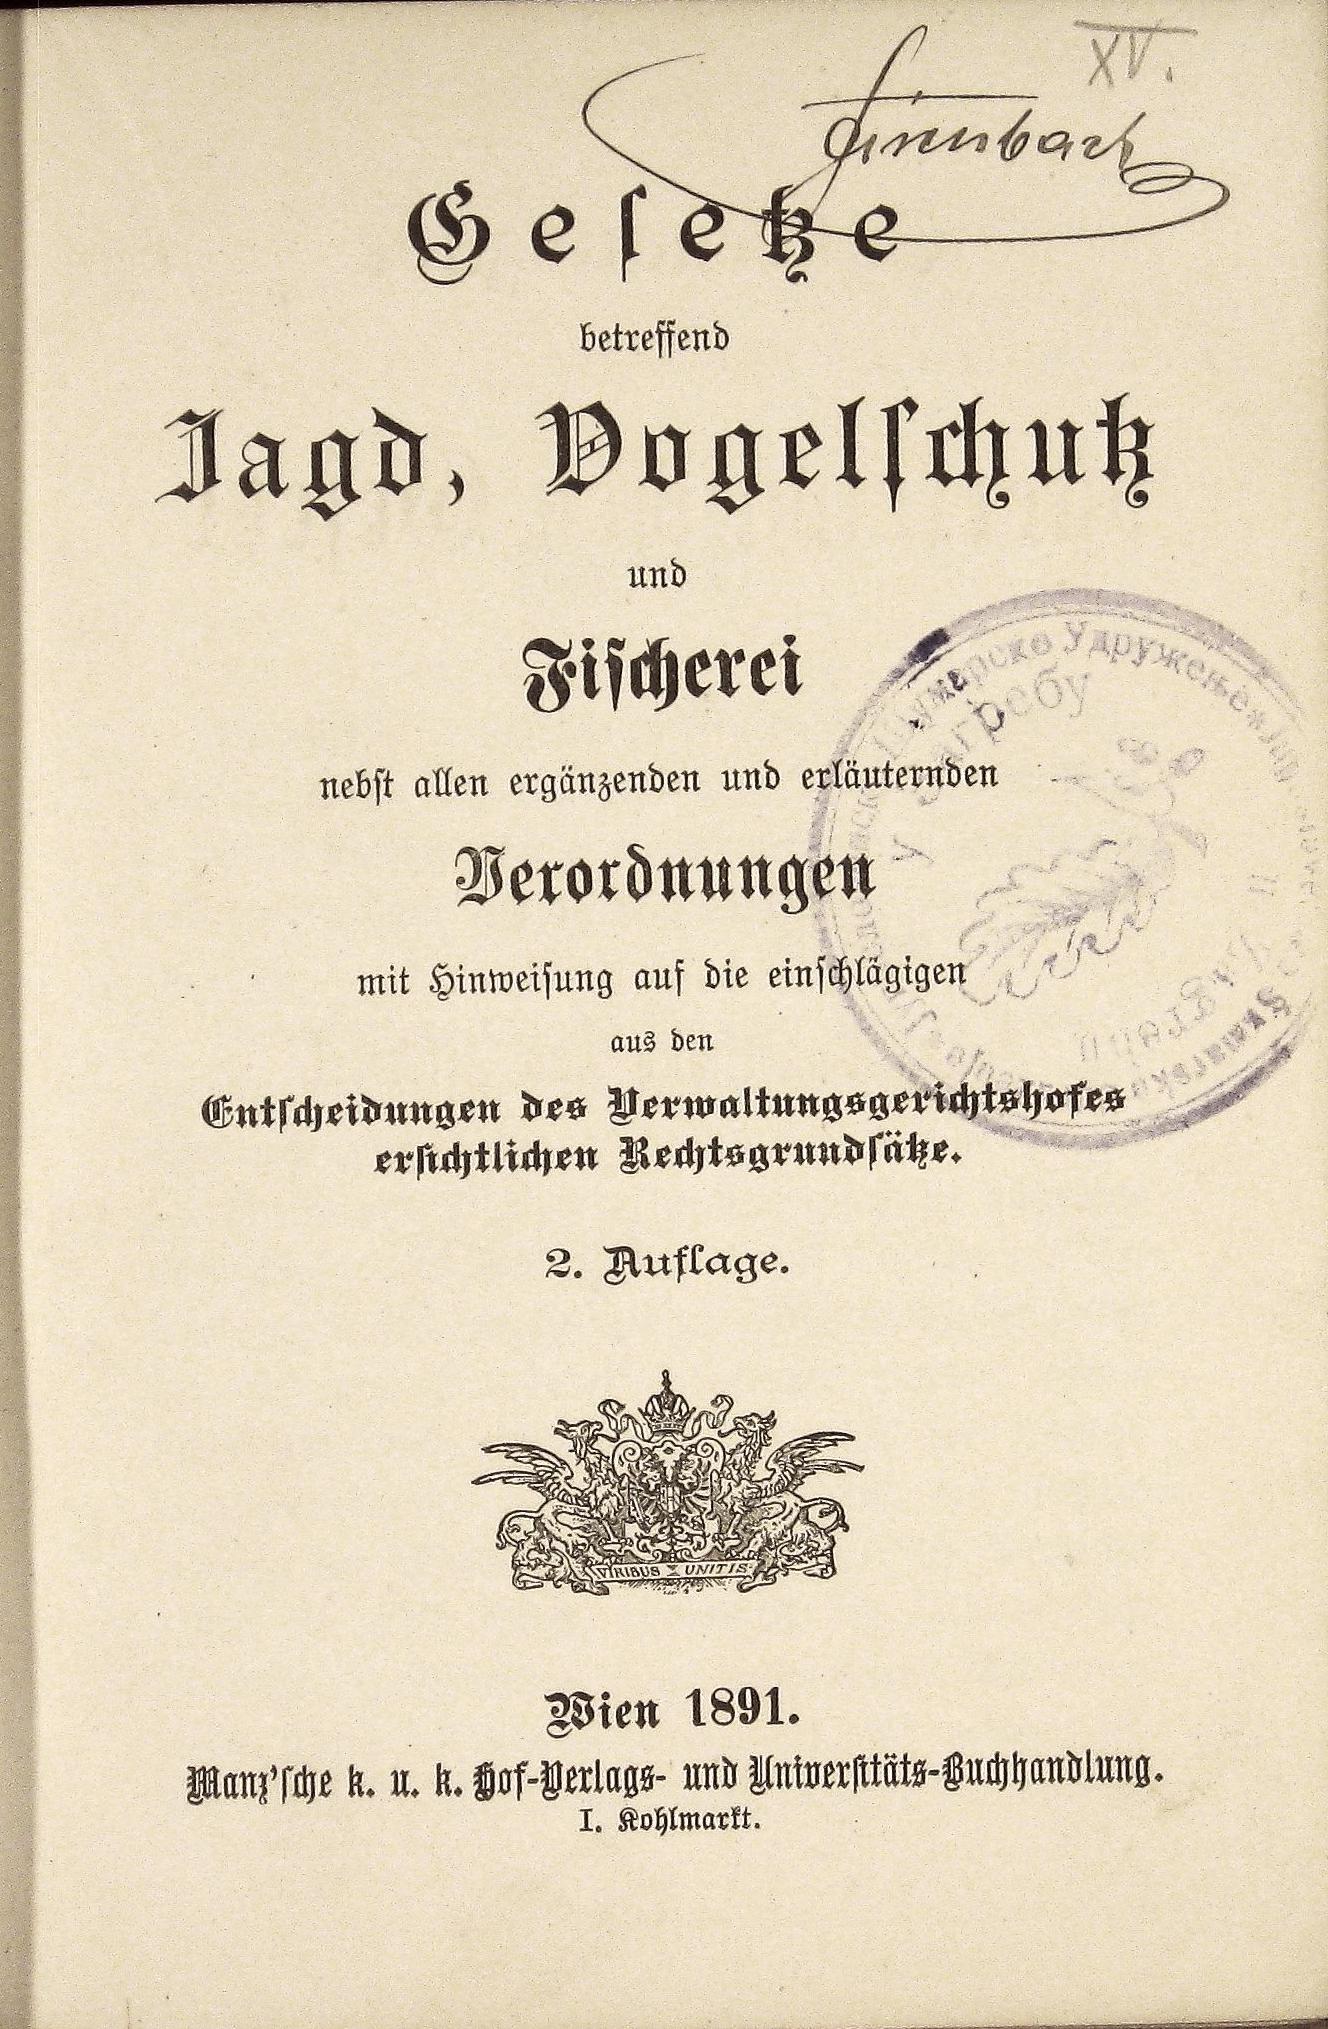 XV.
Geſetze
betreffend
Jagd, Vogelſchutz
und
Fiſcherei
nebſt allen ergänzenden und erläuternden
Verordnungen
mit Hinweiſung auf die einſchlägigen
aus den
Entſcheidungen des Verwaltungsgerichtshofes
erſichtlichen Rechtsgrundſätze.
2. Auflage.
VIRIBUS UNITIS
Wien 1891.
Manz'ſche k. u. k. Hof-Verlags- und Univerſitäts-Buchhandlung.
I. Kohlmarkt.
Удружење
у Загребу